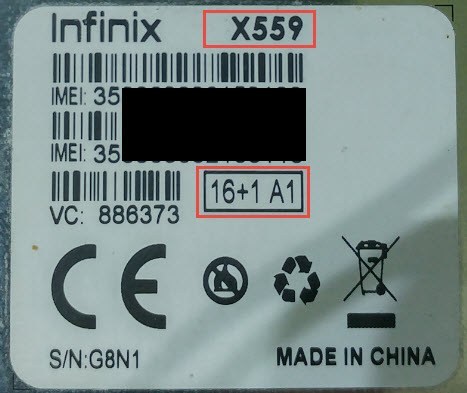 Infinix X559
IMEI: 35
IMEI: 35
VC: 886373
16+1 A1
CE
S/N:G8N1
MADE IN CHINA